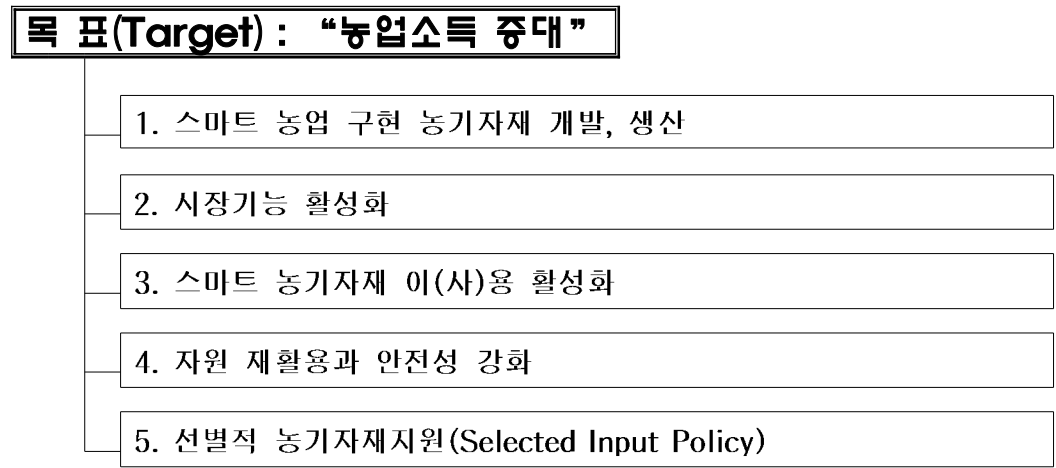 목 표(Target) : “농업소득 증대”
1. 스마트 농업 구현 농기자재 개발, 생산
2. 시장기능 활성화
3. 스마트 농기자재 이(사)용 활성화
4. 자원 재활용과 안전성 강화
5. 선별적 농기자재지원(Selected Input Policy)